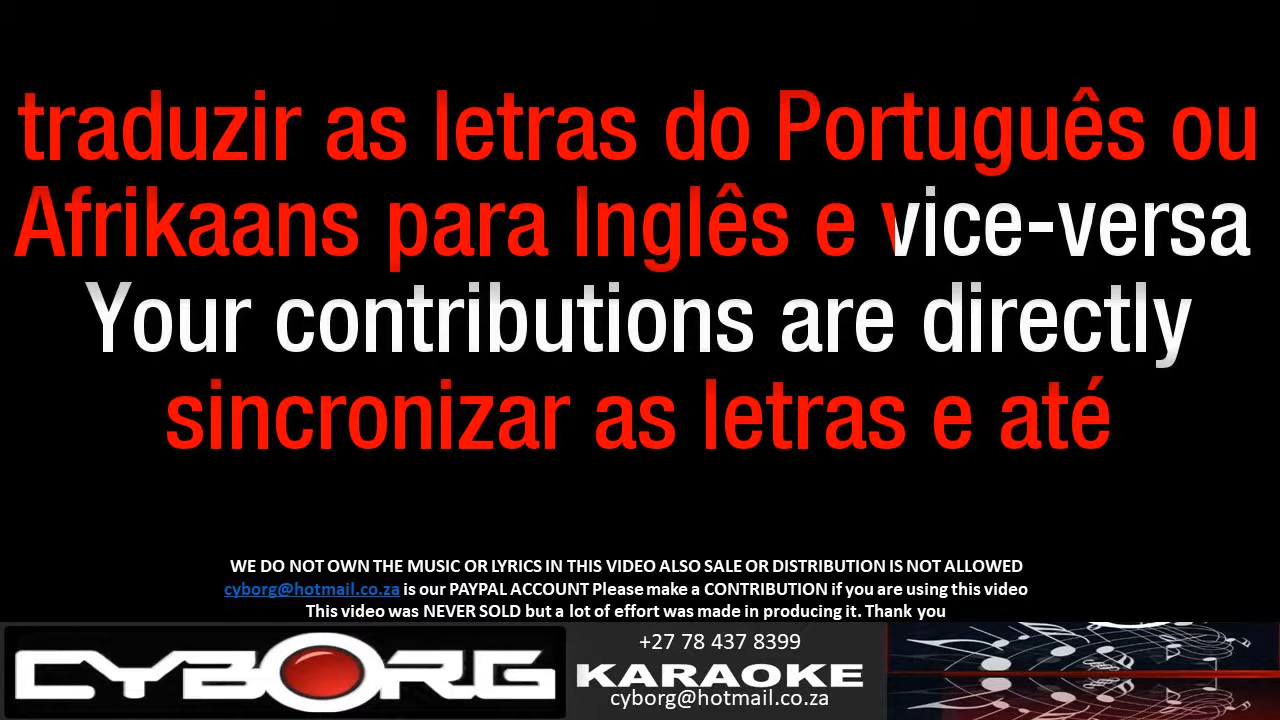 traduzir as letras do Português ou
Afrikaans para Inglês e vice-versa
Your contributions are directly
sincronizar as letras e até
WE DO NOT OWN THE MUSIC OR LYRICS IN THIS VIDEO ALSO SALE OR DISTRIBUTION IS NOT ALLOWED
cyborg@hotmail.co.za is our PAYPAL ACCOUNT Please make a CONTRIBUTION if you are using this video
This video was NEVER SOLD but a lot of effort was made in producing it. Thank you
CYBORG
+27 78 437 8399
KARAOKE
cyborg@hotmail.co.za